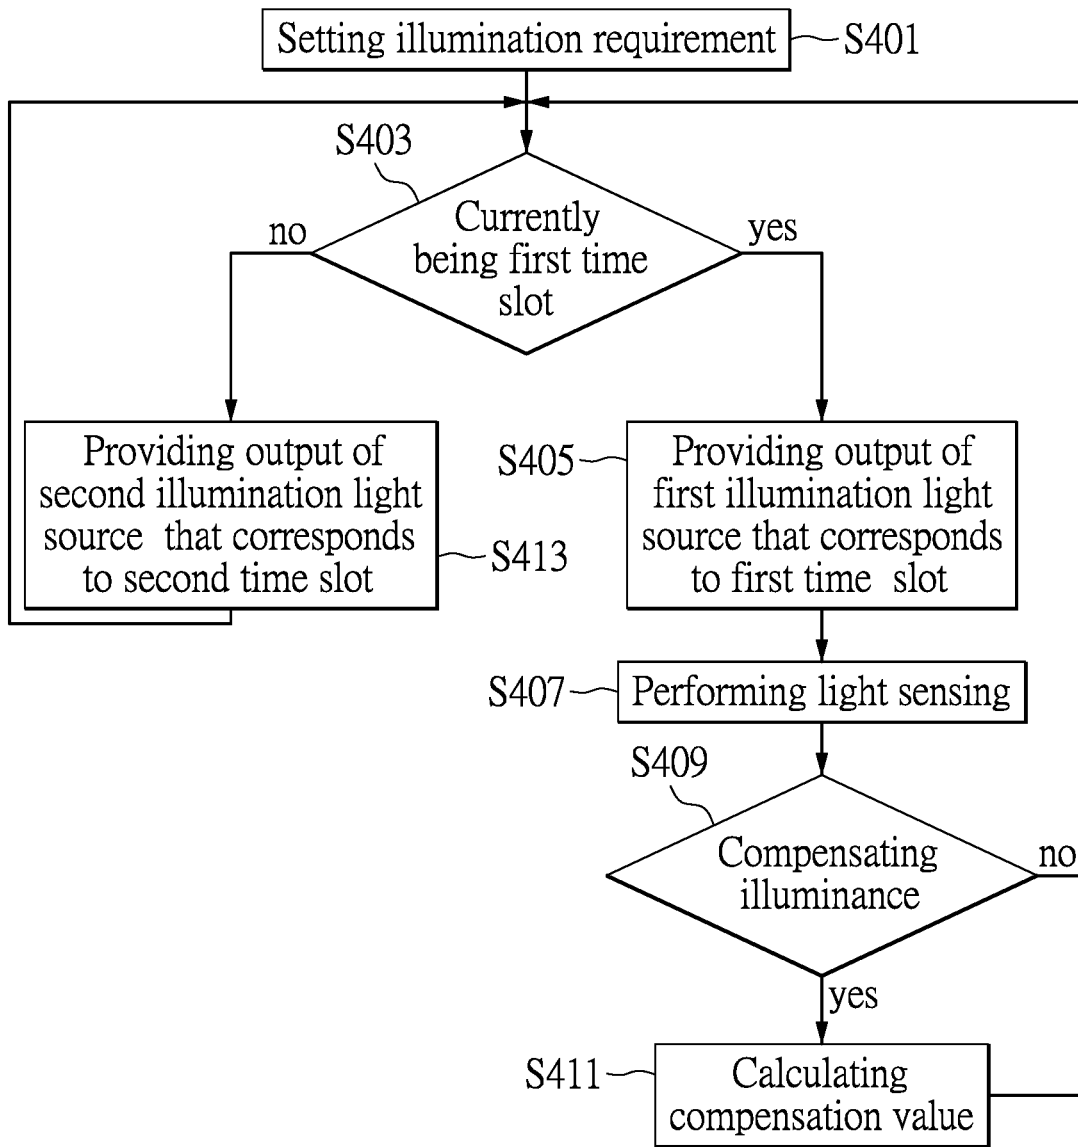 Setting illumination requirement
S401
S403
Currently
being first time
slot
no
yes
Providing output of
second illumination light
source that corresponds
to second time slot
S413
S405
Providing output of
first illumination light
source that corresponds
to first time slot
S407
Performing light sensing
S409
Compensating
illuminance
no
yes
S411
Calculating
compensation value